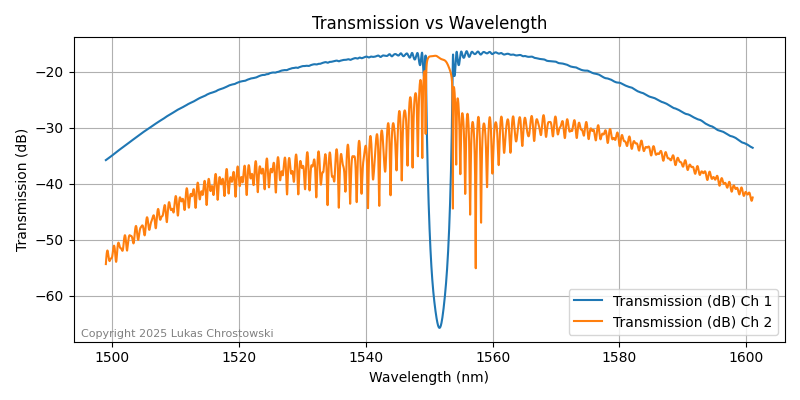 Transmission vs Wavelength
Transmission (dB)
−20
−30
−40
−50
−60
Transmission (dB) Ch 1
Transmission (dB) Ch 2
Copyright 2025 Lukas Chrostowski
1500
1520
1540
1560
1580
1600
Wavelength (nm)